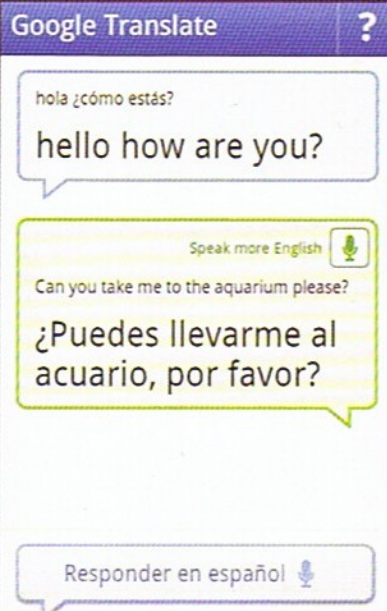 Google Translate ?
hola ¿cómo estás?
hello how are you?
Speak more English
Can you take me to the aquarium please?
¿Puedes llevarme al
acuario, por favor?
Responder en español